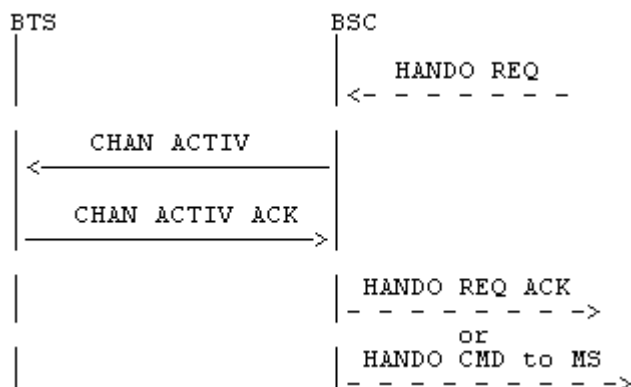 BTS BSC
HANDO REQ
CHAN ACTIV
CHAN ACTIV ACK
HANDO REQ ACK
or
HANDO CMD to MS